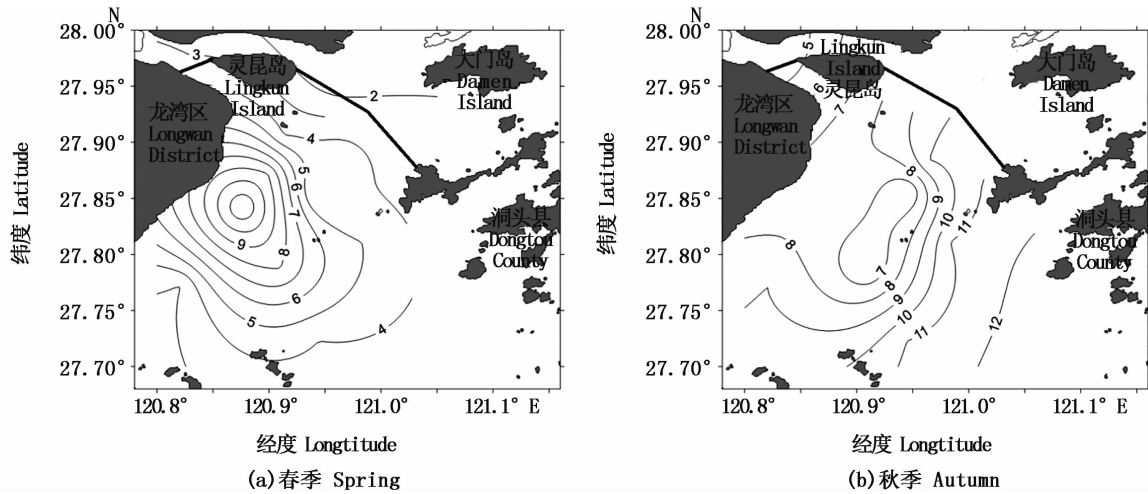 N
28.00°
27.95°
27.90°
27.85°
27.80°
27.75°
27.70°
纬度 Latitude
灵昆岛
Lingkun
Island
大门岛
Damen
Island
龙湾区
Longwan
District
洞头县
Dongtou
County
3
2
4
5
6
7
9
8
6
5
4
120.8°
120.9°
121.0°
121.1° E
经度 Longtitude
(a)春季 Spring
N
28.00°
27.95°
27.90°
27.85°
27.80°
27.75°
27.70°
纬度 Latitude
Lingkun
Island
灵昆岛
大门岛
Damen
Island
龙湾区
Longwan
District
洞头县
Dongtou
County
5
6
7
8
9
10
11
8
7
8
9
10
11
12
120.8°
120.9°
121.0°
121.1° E
经度 Longtitude
(b)秋季 Autumn